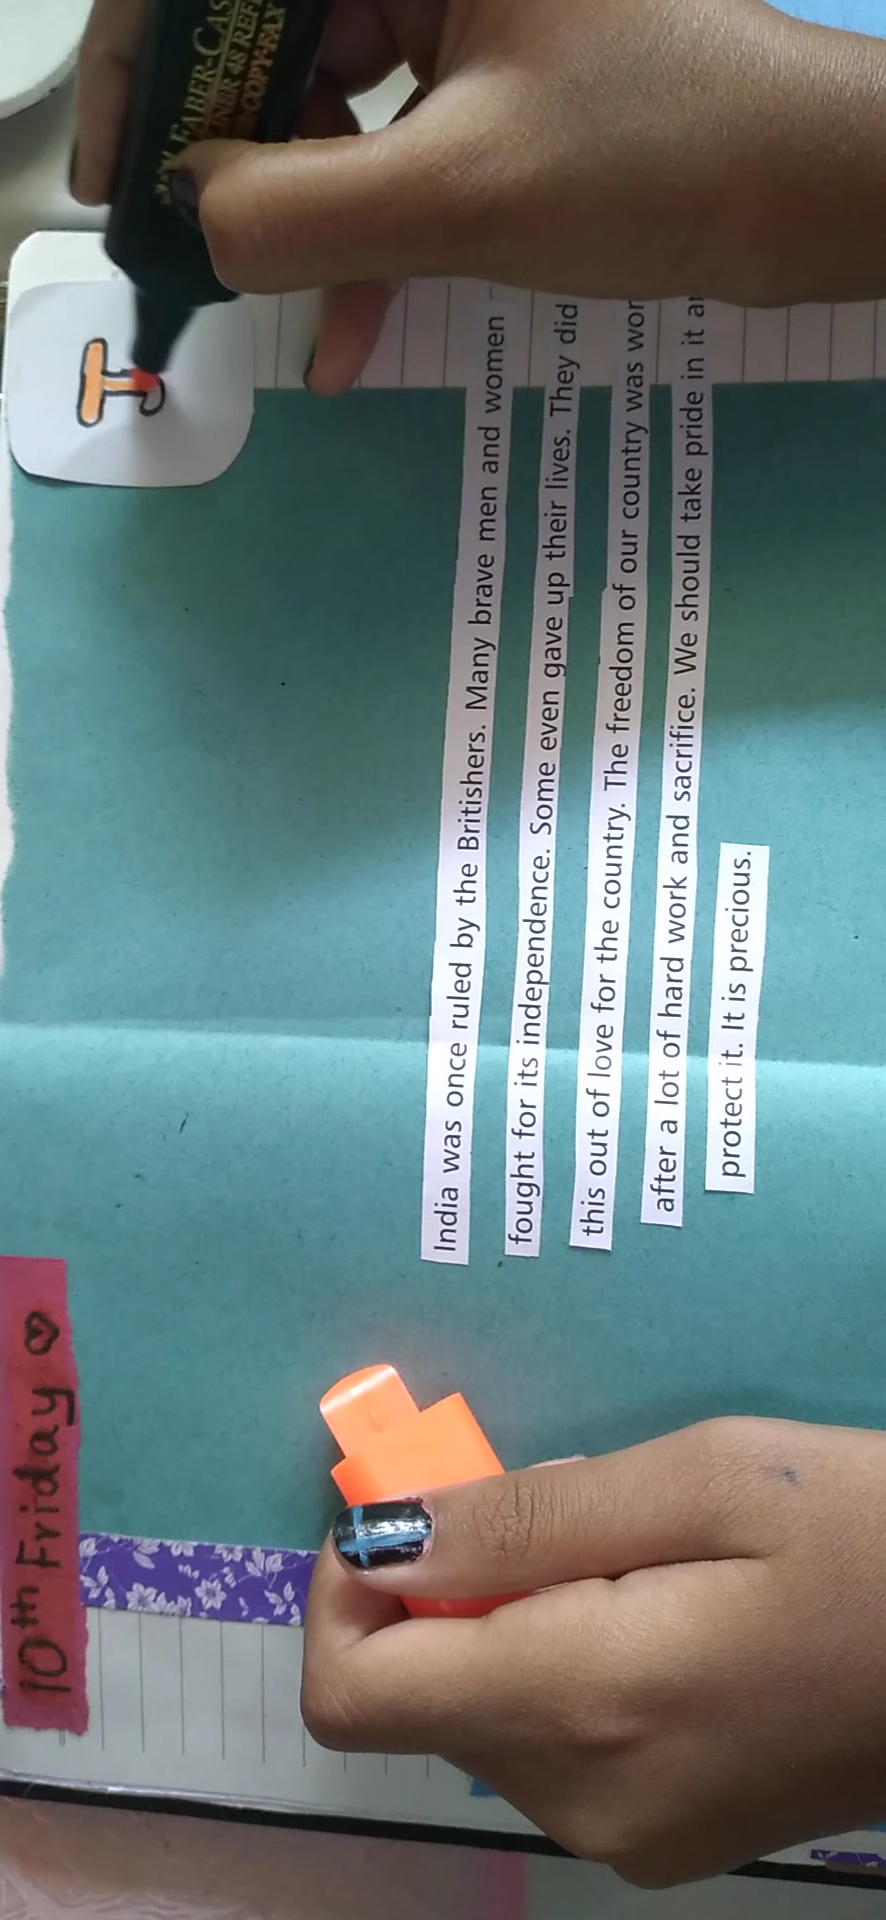 10th Friday
India was once ruled by the Britishers. Many brave men and women
fought for its independence. Some even gave up their lives. They did
this out of love for the country. The freedom of our country was
after a lot of hard work and sacrifice. We should take pride in it
protect it. It is precious.
FABER-CAS
COPY-FAX